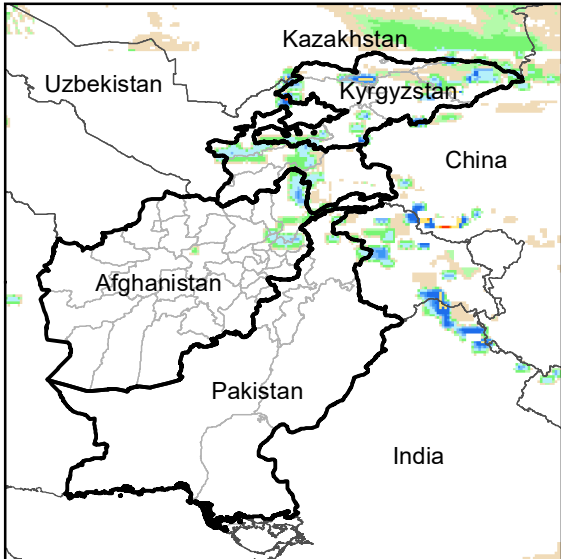 Kazakhstan
Uzbekistan
Kyrgyzstan
China
Afghanistan
Pakistan
India